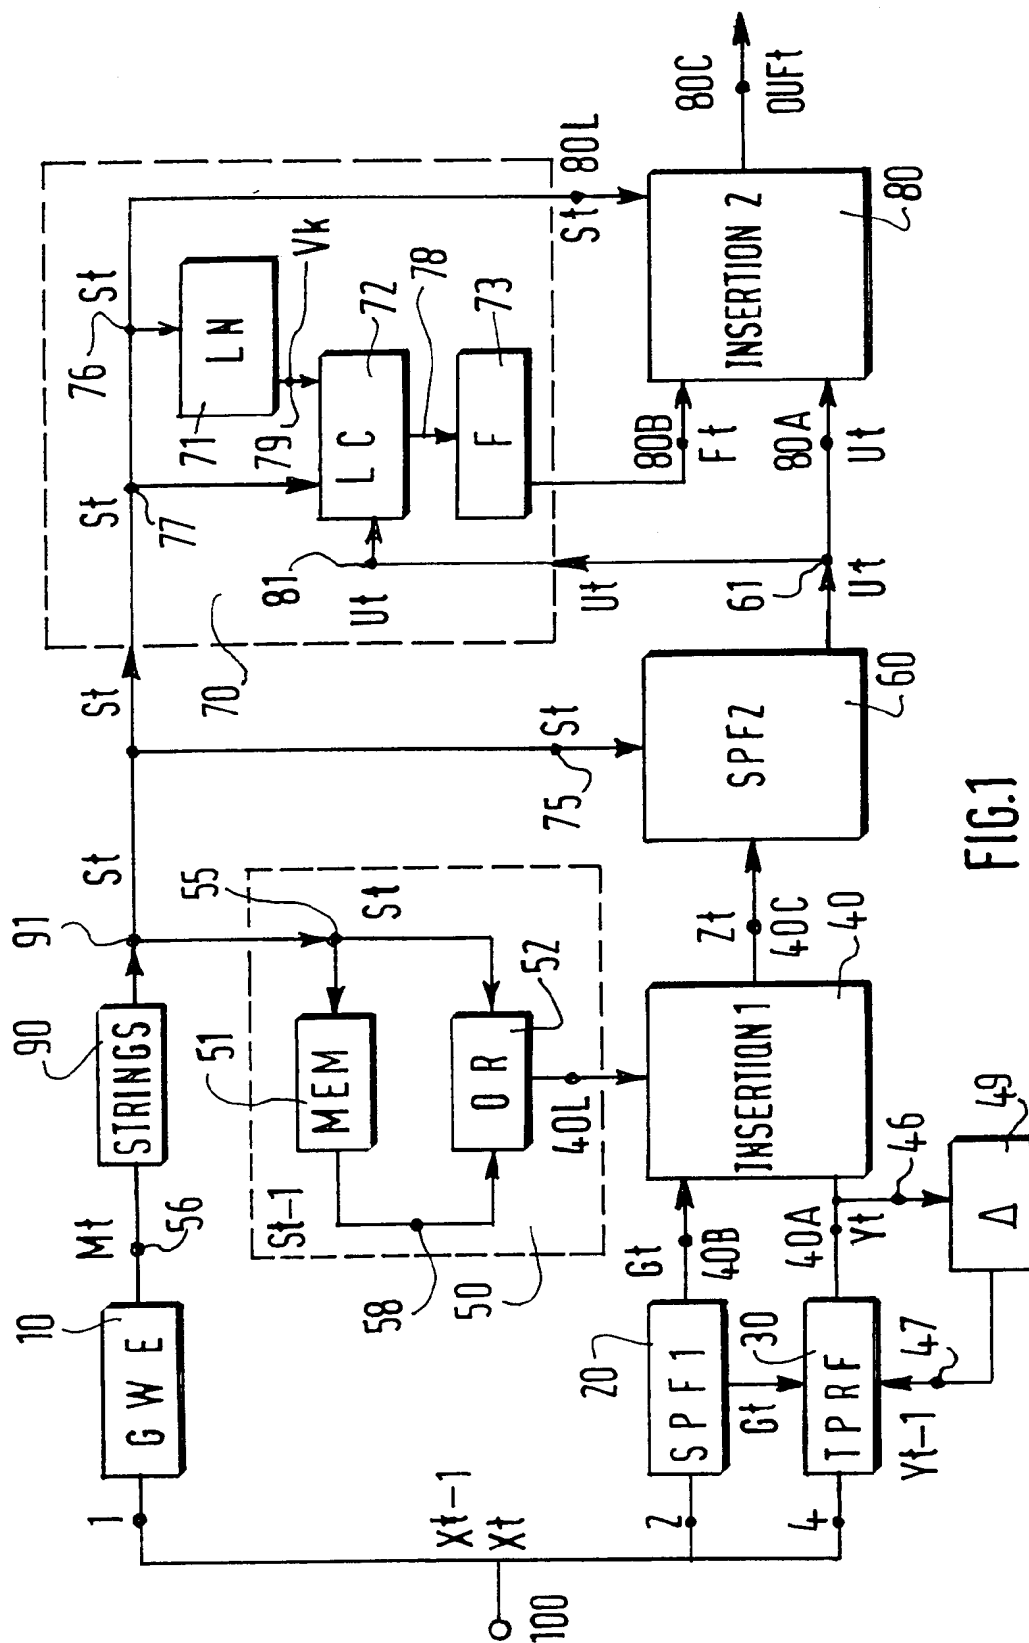 100
Xt-1
Xt
1
10
GWE
Mt
56
90
STRINGS
91
St
St
St
St
77
76
St
70
71
LN
79
Vk
LC
72
78
F
73
81
Ut
Ut
55
St
51
MEM
St-1
58
50
OR
52
40L
75
St
St
80L
2
20
SPF1
Gt
Gt
40B
4
30
TPRF
Yt-1
47
40A
Yt
46
Δ
49
INSERTION 1
40
Zt
40C
SPF2
60
61
Ut
80B
Ft
80A
Ut
INSERTION 2
80
80C
OUFt
FIG.1